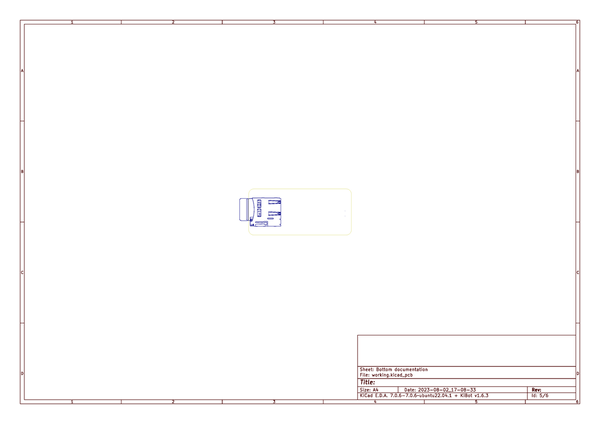 1 2 3 4 5 6
A A
B B
C C
D D
Sheet: Bottom documentation
File: working.kicad_pcb
Title:
Size: A4 Date: 2023-08-02_17-08-33 Rev:
KiCad E.D.A. 7.0.6-7.0.6~ubuntu22.04.1 + KiBot v1.6.3 Id: 5/6
1 2 3 4 5 6